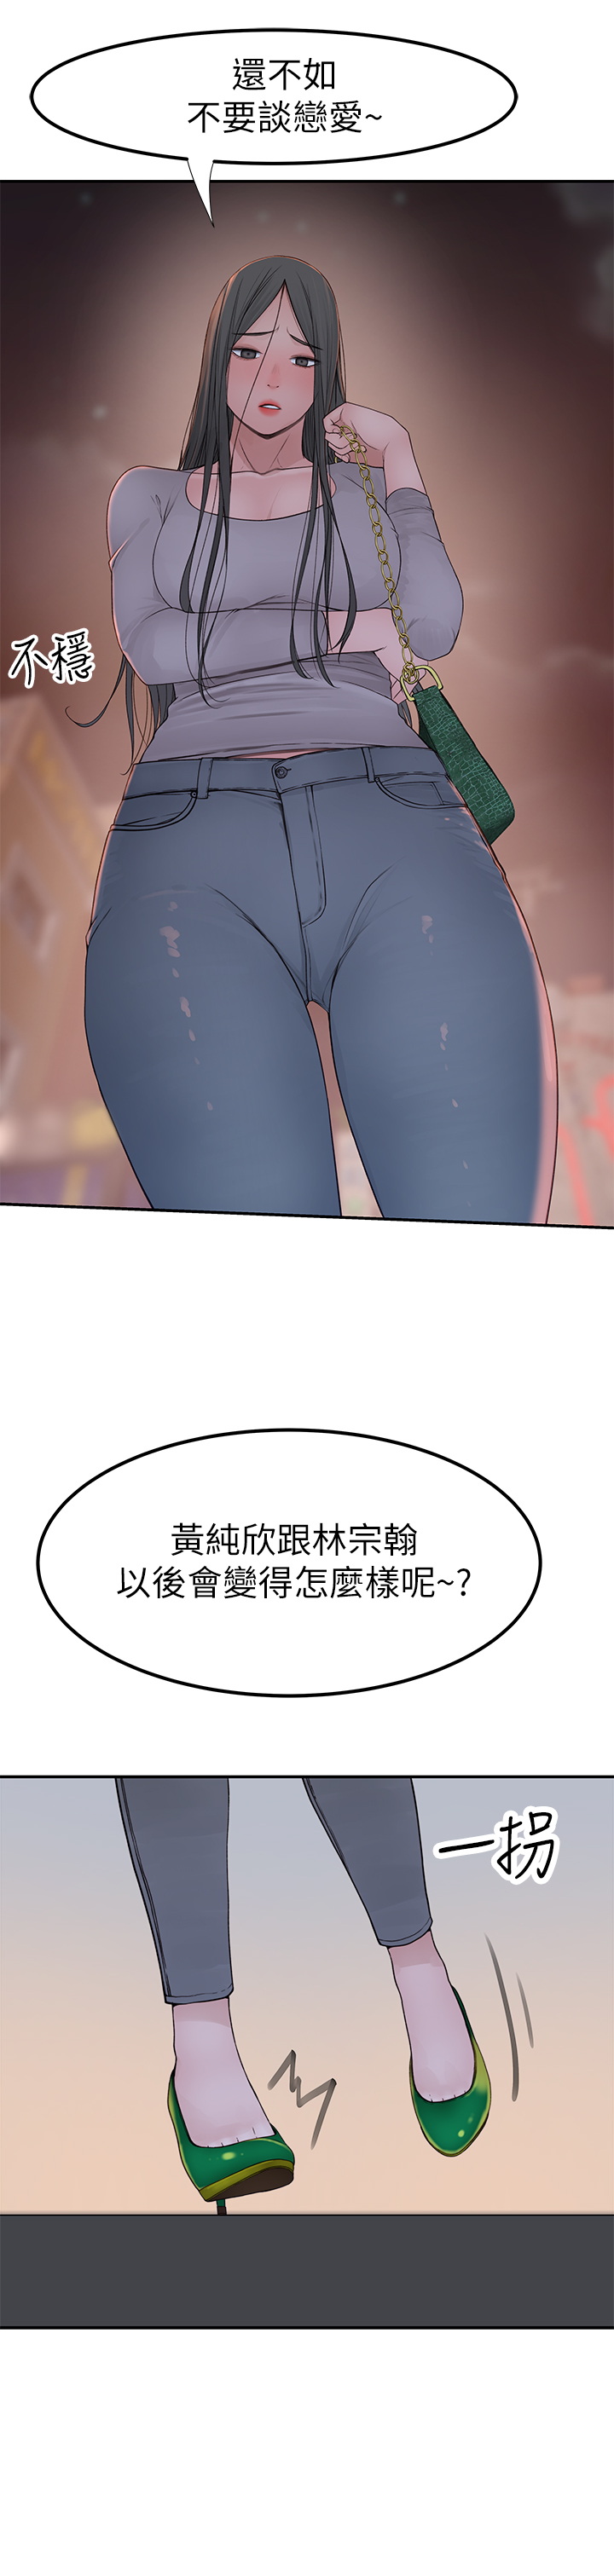 還不如
不要談戀愛~
不穩
黃純欣跟林宗翰
以後會變得怎麼樣呢~?
一拐